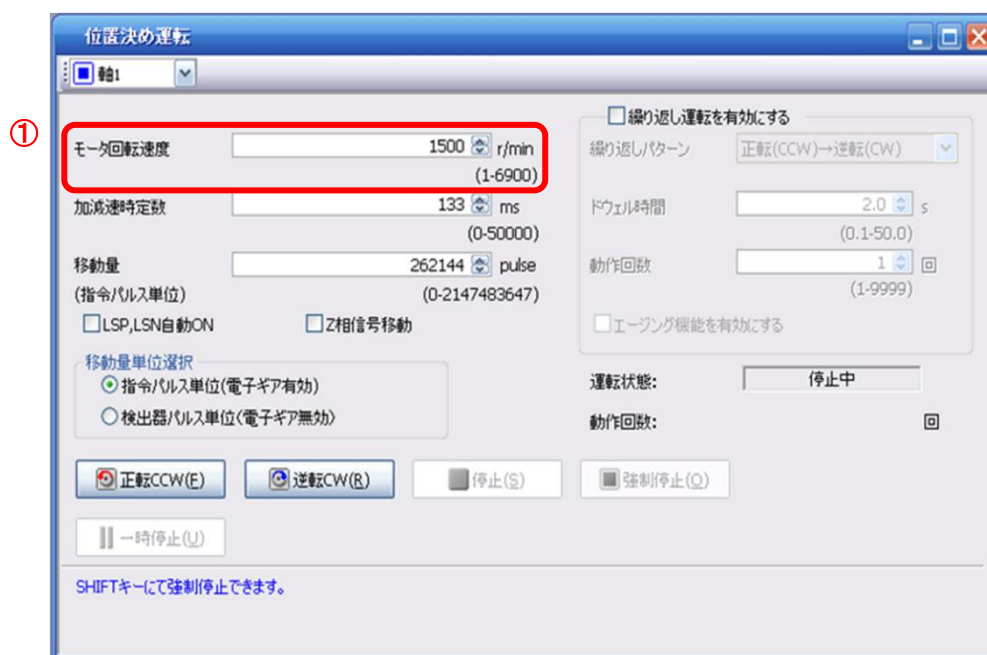 位置決め運転
軸1
①
モータ回転速度 1500 r/min
(1-6900)
加減速時定数 133 ms
(0-50000)
移動量 262144 pulse
(指令パルス単位) (0-2147483647)
LSP,LSN自動ON Z相信号移動
移動量単位選択
指令パルス単位(電子ギア有効)
検出器パルス単位(電子ギア無効)
繰り返し運転を有効にする
繰り返しパターン 正転(CCW)→逆転(CW)
ドウェル時間 2.0 s
(0.1-50.0)
動作回数 1 回
(1-9999)
エージング機能を有効にする
運転状態: 停止中
動作回数: 回
正転CCW(F) 逆転CW(R) 停止(S) 強制停止(O)
一時停止(U)
SHIFTキーにて強制停止できます。